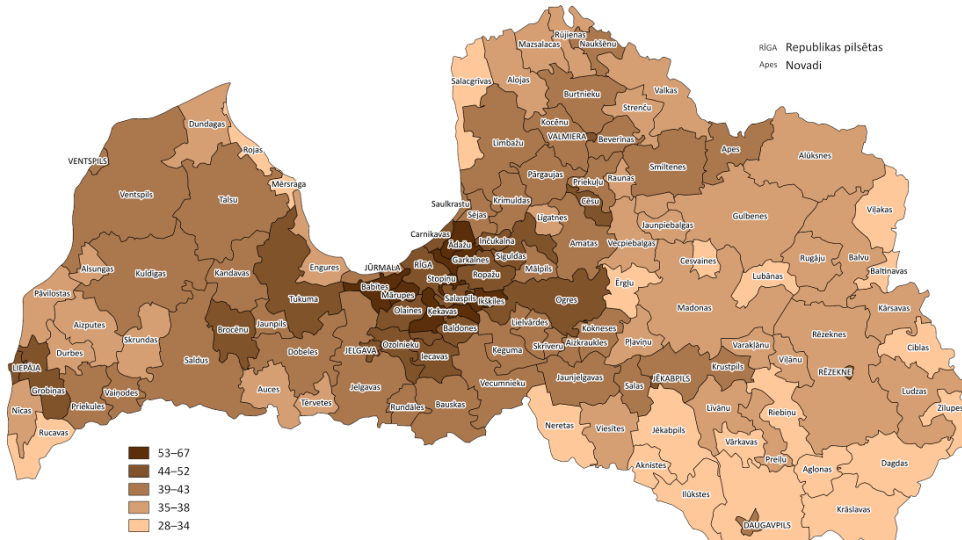 RĪGA Republikas pilsētas
Apes Novadi
Rūjienas
Mazsalacas
Naukšēnu
Salacgrīvas
Alojas
Valkas
Burtnieku
Strenču
Dundagas
Kocēnu
Rojas
Limbažu
VALMIERA
Beverīnas
Apes
Alūksnes
VENTSPILS
Smiltenes
Pārgaujas
Priekuļu
Raunas
Mērsraga
Ventspils
Talsu
Krimuldas
Cēsu
Saulkrastu
Sējas
Līgatnes
Gulbenes
Viļakas
Jaunpiebalgas
Carnikavas
Ādažu
Inčukalna
Amatas
Vecpiebalgas
Siguldas
Garkalnes
Cesvaines
Rugāju
Balvu
Alsungas
Kuldīgas
Kandavas
Engures
JŪRMALA
RĪGA
Ropažu
Mālpils
Baltinavas
Stopiņu
Lubānas
Ērgļu
Pāvilostas
Babītes
Mārupes
Salaspils
Ikšķiles
Tukuma
Ogres
Madonas
Kārsavas
Olaines
Ķekavas
Aizputes
Brocēnu
Jaunpils
Baldones
Lielvārdes
Kokneses
Rēzeknes
Skrundas
Ozolnieku
Skrīveru
Aizkraukles
Pļaviņu
Varakļānu
Ciblas
Durbes
Saldus
Dobeles
JELGAVA
Iecavas
Ķeguma
Viļānu
LIEPĀJA
Krustpils
RĒZEKNE
Grobiņas
Vaiņodes
Auces
Jelgavas
Vecumnieku
Jaunjelgavas
Salas
JĒKABPILS
Ludzas
Nīcas
Priekules
Tērvetes
Rundāles
Bauskas
Līvānu
Riebiņu
Zilupes
Rucavas
Neretas
Viesītes
Jēkabpils
Vārkavas
Preiļu
Aknīstes
Aglonas
Dagdas
Ilūkstes
Krāslavas
DAUGAVPILS
53–67
44–52
39–43
35–38
28–34